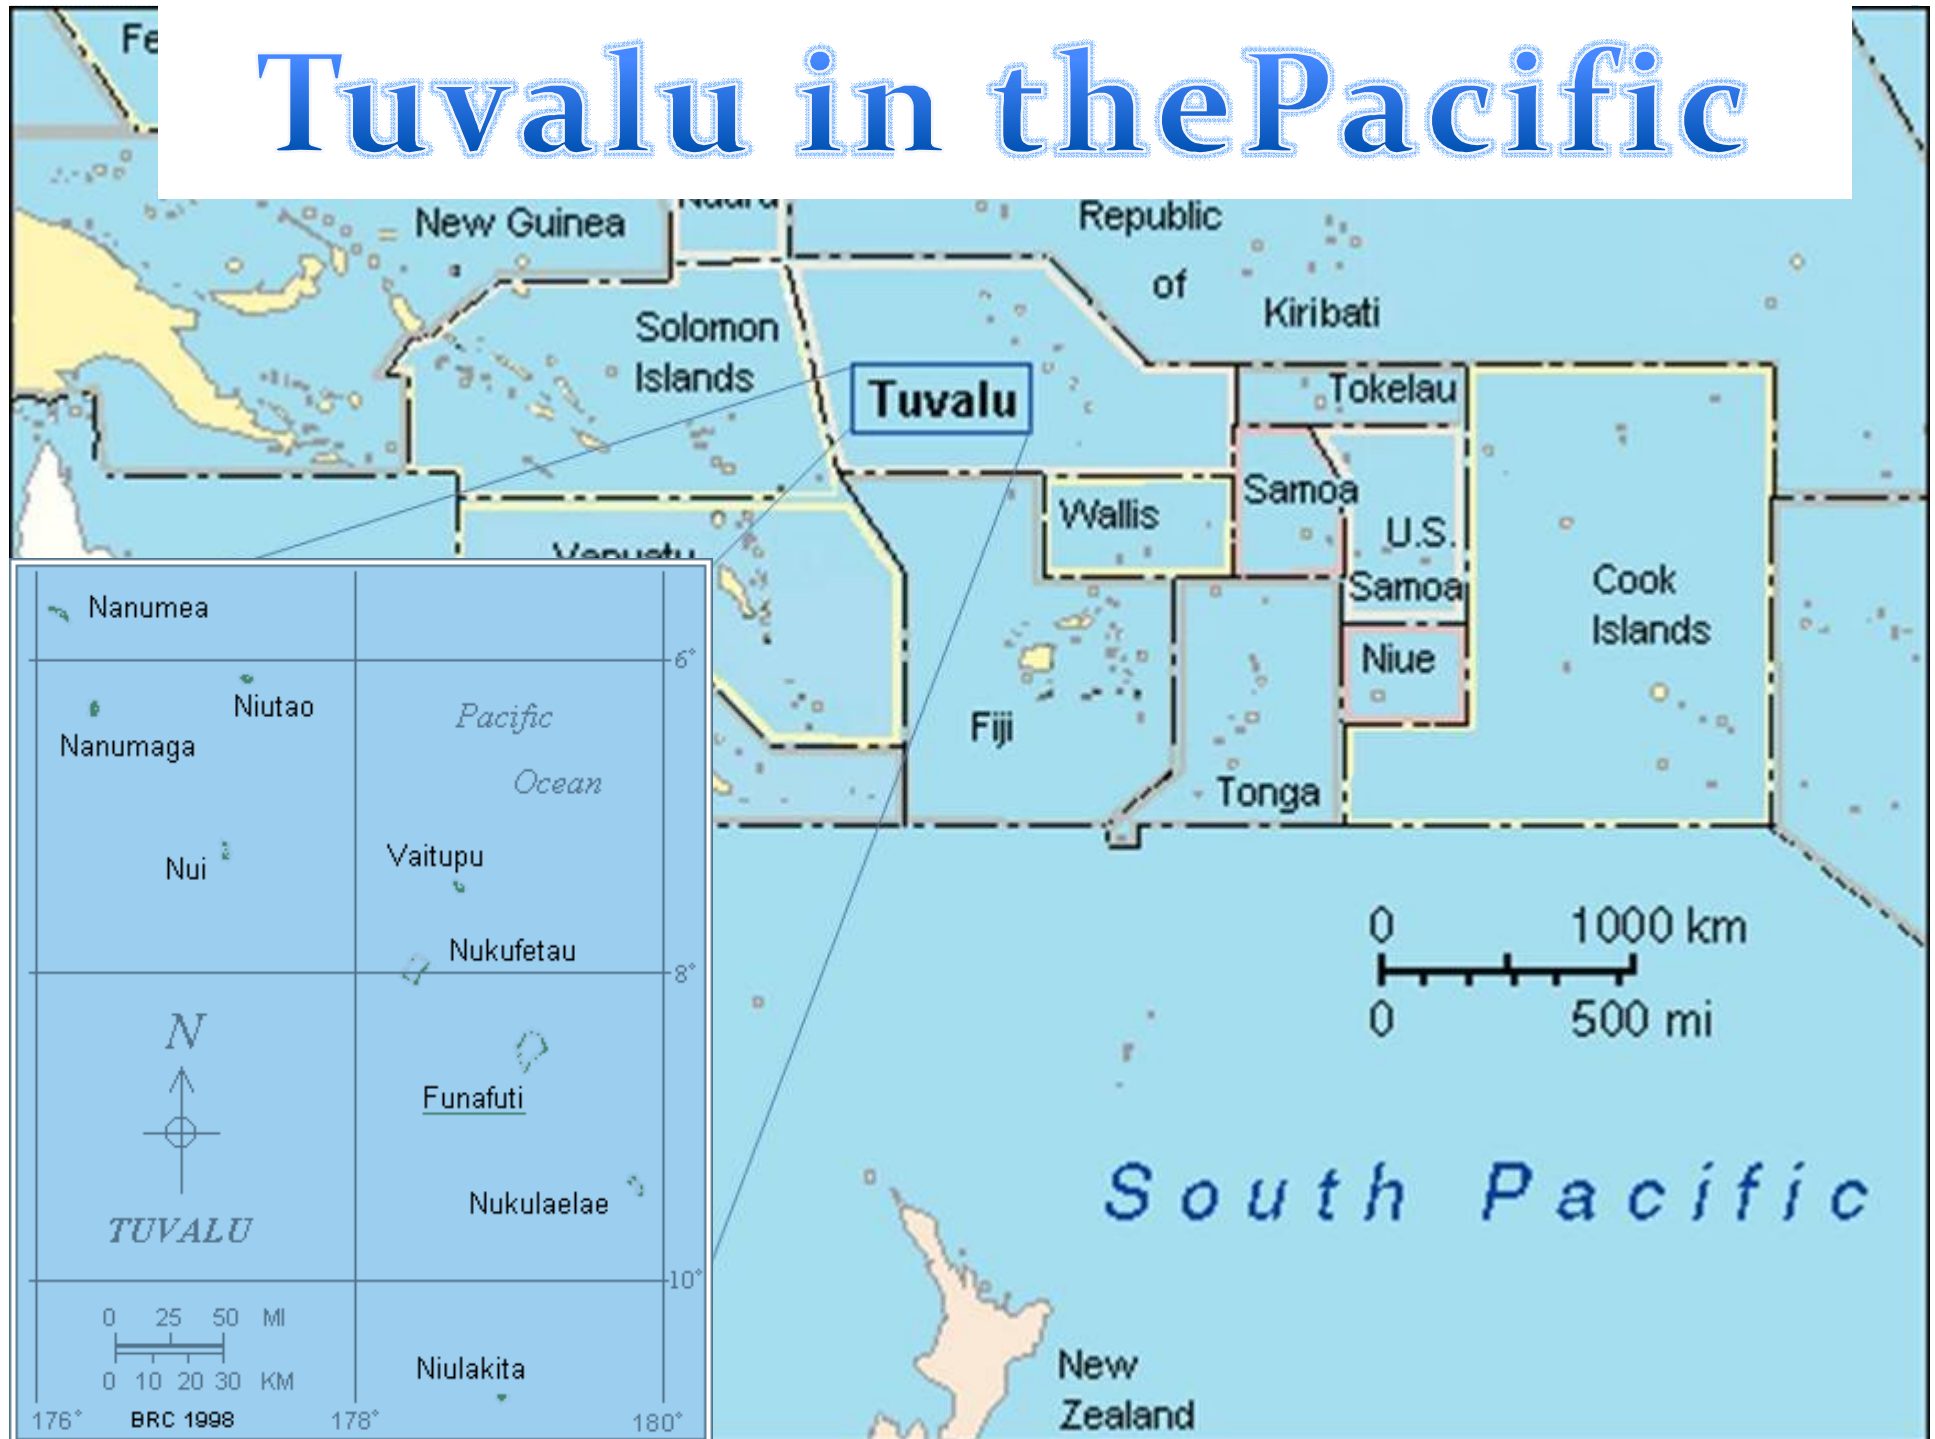 Tuvalu in thePacific
New Guinea
Republic
of
Kiribati
Solomon
Islands
Tuvalu
Tokelau
Samoa
Wallis
U.S.
Samoa
Cook
Islands
Niue
Fiji
Tonga
0 1000 km
0 500 mi
South Pacific
New
Zealand
Nanumea
6°
Niutao
Nanumaga
Pacific
Ocean
Nui
Vaitupu
Nukufetau
8°
N
Funafuti
Nukulaelae
TUVALU
10°
0 25 50 MI
0 10 20 30 KM
Niulakita
176° BRC 1998 178° 180°